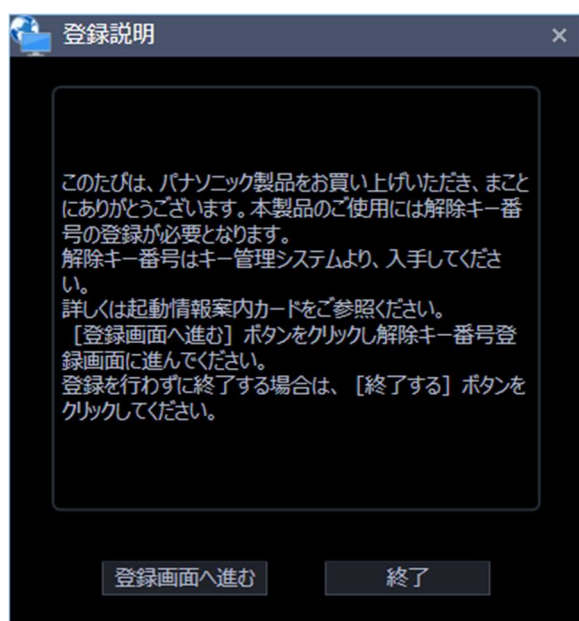 登録説明
このたびは、パナソニック製品をお買い上げいただき、まこと
にありがとうございます。本製品のご使用には解除キー番
号の登録が必要となります。
解除キー番号はキー管理システムより、入手してくださ
い。
詳しくは起動情報案内カードをご参照ください。
［登録画面へ進む］ボタンをクリックし解除キー番号登
録画面に進んでください。
登録を行わずに終了する場合は、［終了する］ボタンを
クリックしてください。
登録画面へ進む
終了